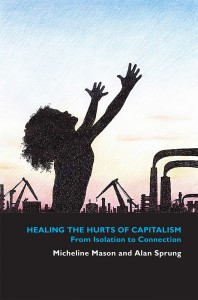 HEALING THE HURTS OF CAPITALISM
From Isolation to Connection
Micheline Mason and Alan Sprung